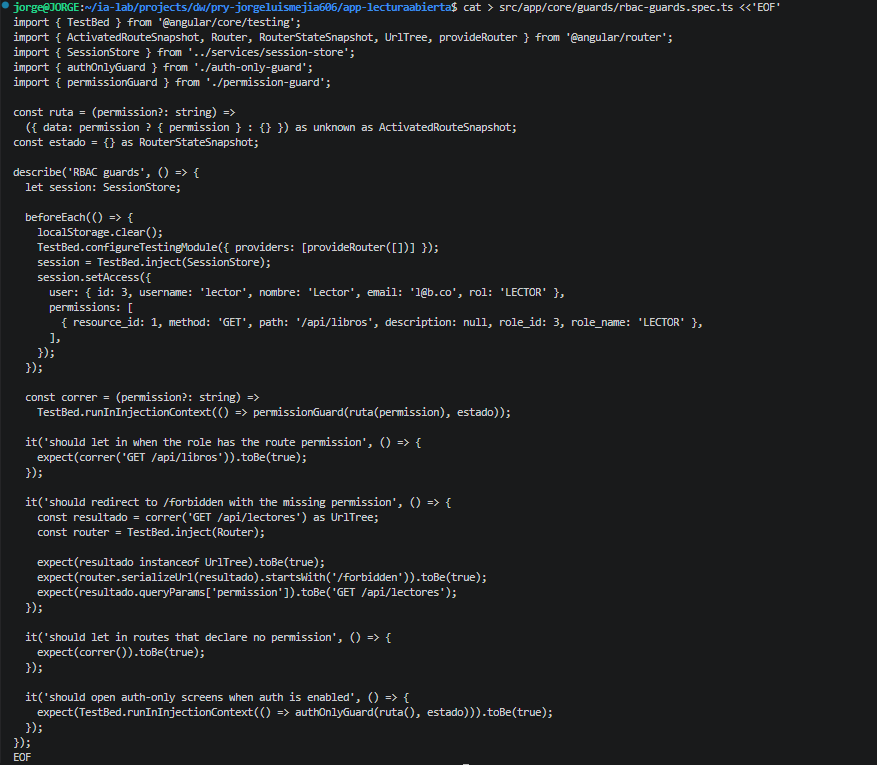 jorge@JORGE:~/ia-lab/projects/dw/pry-jorgeluismejia606/app-lecturaabierta$ cat > src/app/core/guards/rbac-guards.spec.ts <<'EOF'
import { TestBed } from '@angular/core/testing';
import { ActivatedRouteSnapshot, Router, RouterStateSnapshot, UrlTree, provideRouter } from '@angular/router';
import { SessionStore } from '../services/session-store';
import { authOnlyGuard } from './auth-only-guard';
import { permissionGuard } from './permission-guard';

const ruta = (permission?: string) =>
  ({ data: permission ? { permission } : {} }) as unknown as ActivatedRouteSnapshot;
const estado = {} as RouterStateSnapshot;

describe('RBAC guards', () => {
  let session: SessionStore;

  beforeEach(() => {
    localStorage.clear();
    TestBed.configureTestingModule({ providers: [provideRouter([])] });
    session = TestBed.inject(SessionStore);
    session.setAccess({
      user: { id: 3, username: 'lector', nombre: 'Lector', email: 'l@b.co', rol: 'LECTOR' },
      permissions: [
        { resource_id: 1, method: 'GET', path: '/api/libros', description: null, role_id: 3, role_name: 'LECTOR' },
      ],
    });
  });

  const correr = (permission?: string) =>
    TestBed.runInInjectionContext(() => permissionGuard(ruta(permission), estado));

  it('should let in when the role has the route permission', () => {
    expect(correr('GET /api/libros')).toBe(true);
  });

  it('should redirect to /forbidden with the missing permission', () => {
    const resultado = correr('GET /api/lectores') as UrlTree;
    const router = TestBed.inject(Router);

    expect(resultado instanceof UrlTree).toBe(true);
    expect(router.serializeUrl(resultado).startsWith('/forbidden')).toBe(true);
    expect(resultado.queryParams['permission']).toBe('GET /api/lectores');
  });

  it('should let in routes that declare no permission', () => {
    expect(correr()).toBe(true);
  });

  it('should open auth-only screens when auth is enabled', () => {
    expect(TestBed.runInInjectionContext(() => authOnlyGuard(ruta(), estado))).toBe(true);
  });
});
EOF